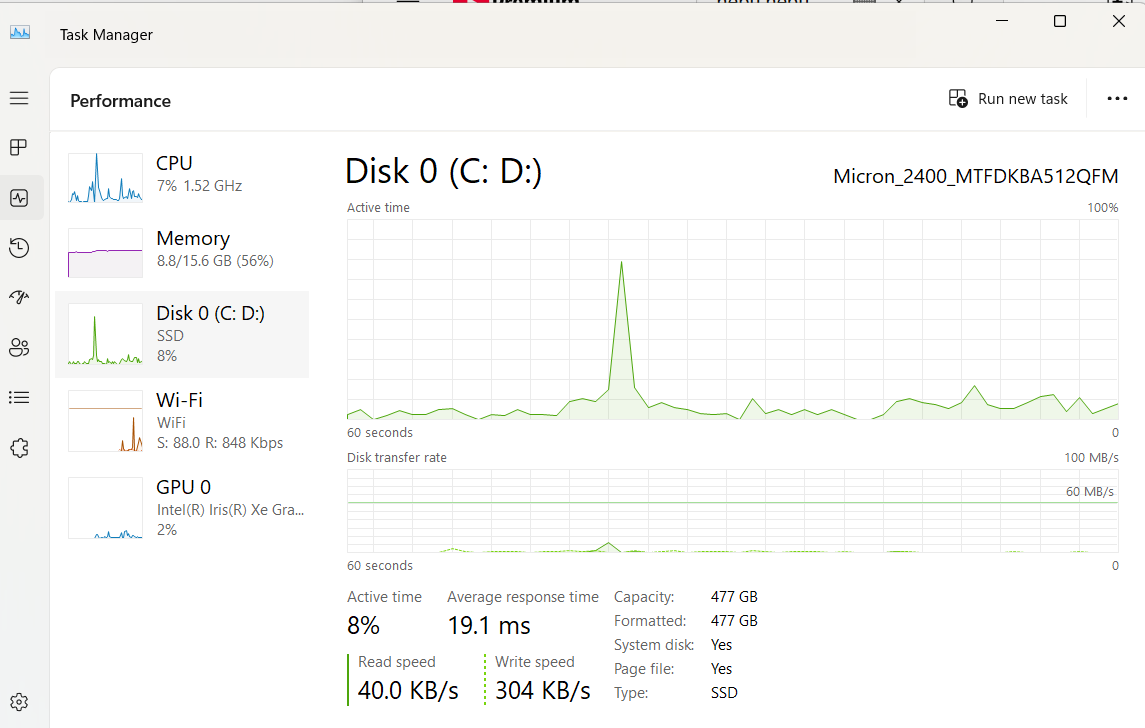 Premium
Task Manager
Performance
Run new task
CPU
7% 1.52 GHz
Memory
8.8/15.6 GB (56%)
Disk 0 (C: D:)
SSD
8%
Wi-Fi
WiFi
S: 88.0 R: 848 Kbps
GPU 0
Intel(R) Iris(R) Xe Gra...
2%
Disk 0 (C: D:)
Micron_2400_MTFDKBA512QFM
Active time
100%
60 seconds
0
Disk transfer rate
100 MB/s
60 MB/s
60 seconds
0
Active time
8%
Average response time
19.1 ms
Read speed
40.0 KB/s
Write speed
304 KB/s
Capacity: 477 GB
Formatted: 477 GB
System disk: Yes
Page file: Yes
Type: SSD